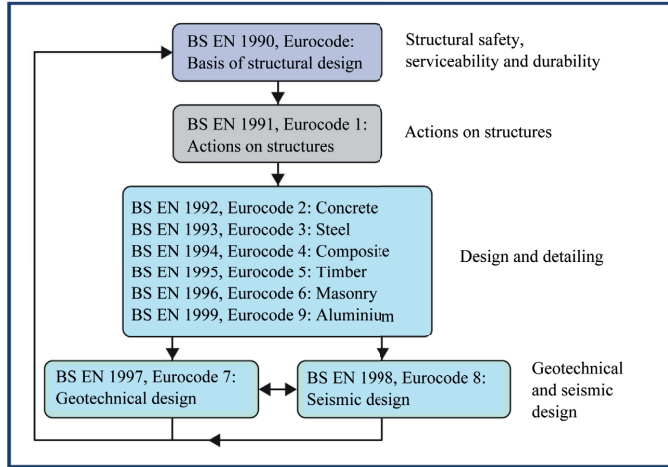 BS EN 1990, Eurocode:
Basis of structural design
Structural safety,
serviceability and durability
BS EN 1991, Eurocode 1:
Actions on structures
Actions on structures
BS EN 1992, Eurocode 2: Concrete
BS EN 1993, Eurocode 3: Steel
BS EN 1994, Eurocode 4: Composite
BS EN 1995, Eurocode 5: Timber
BS EN 1996, Eurocode 6: Masonry
BS EN 1999, Eurocode 9: Aluminium
Design and detailing
BS EN 1997, Eurocode 7:
Geotechnical design
BS EN 1998, Eurocode 8:
Seismic design
Geotechnical
and seismic
design